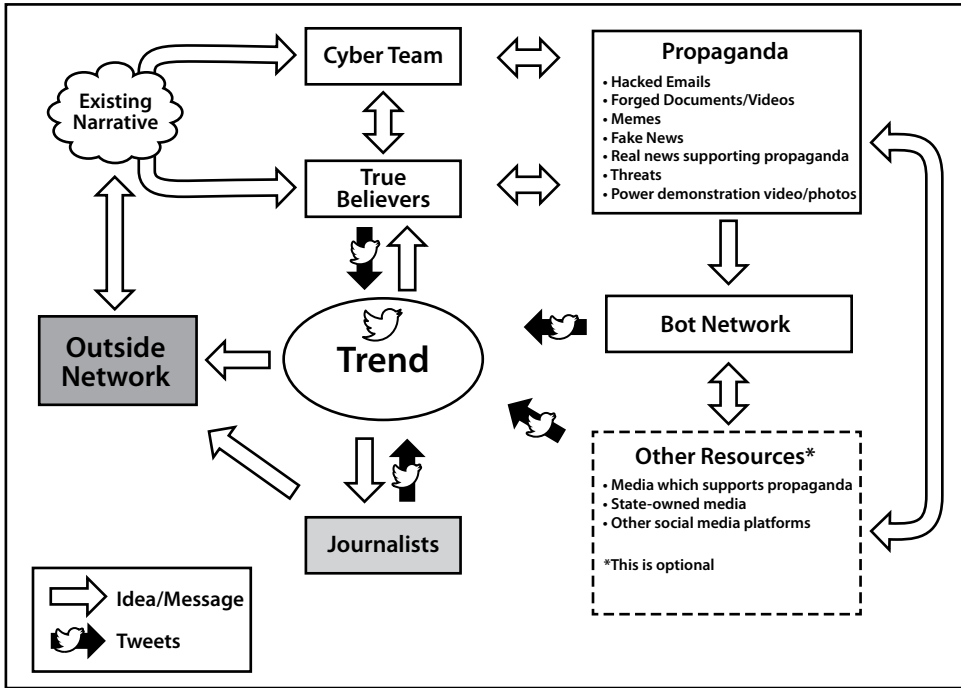 Cyber Team
Propaganda
• Hacked Emails
• Forged Documents/Videos
• Memes
• Fake News
• Real news supporting propaganda
• Threats
• Power demonstration video/photos
Existing
Narrative
True
Believers
Outside
Network
Trend
Bot Network
Other Resources*
• Media which supports propaganda
• State-owned media
• Other social media platforms
*This is optional
Journalists
Idea/Message
Tweets